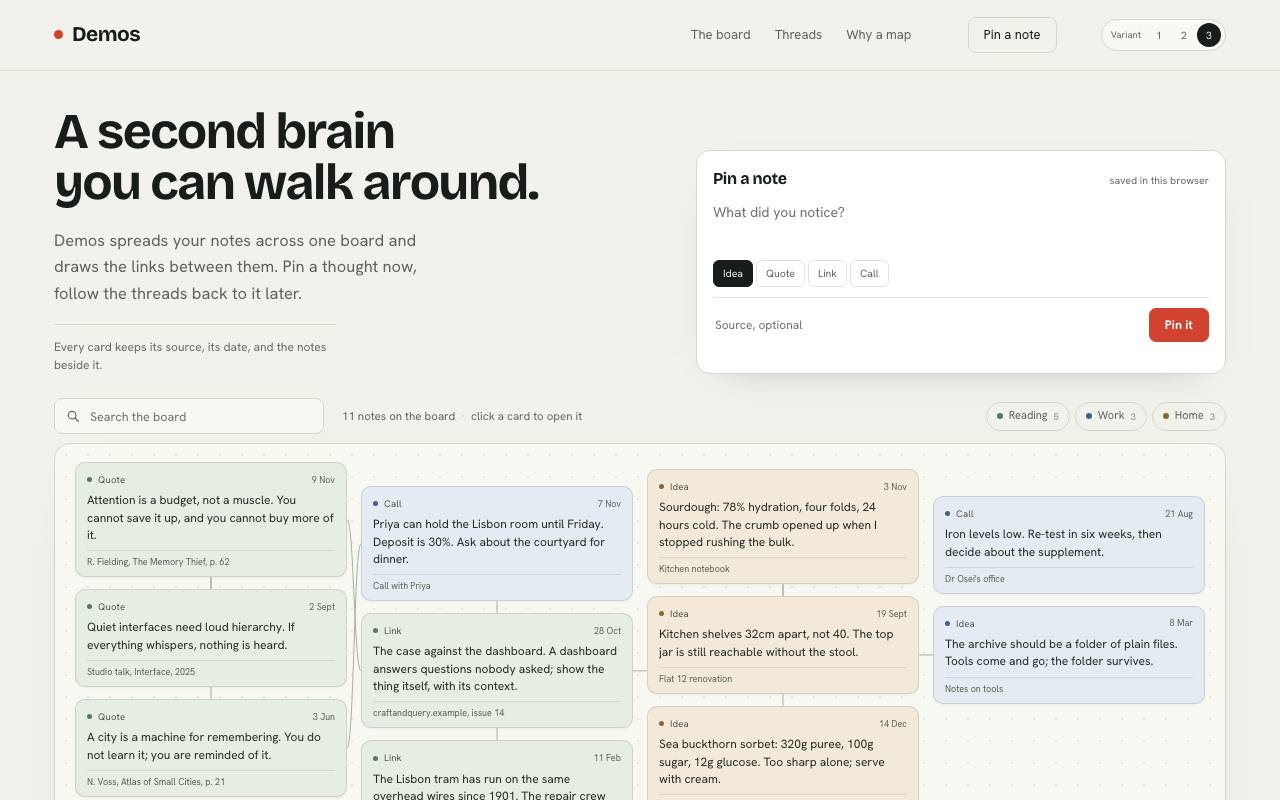 Demos
The board
Threads
Why a map
Pin a note
Variant 1 2 3
A second brain
you can walk around.
Demos spreads your notes across one board and
draws the links between them. Pin a thought now,
follow the threads back to it later.
Every card keeps its source, its date, and the notes
beside it.
Pin a note
saved in this browser
What did you notice?
Idea
Quote
Link
Call
Source, optional
Pin it
Search the board
11 notes on the board · click a card to open it
Reading 5
Work 3
Home 3
Quote
9 Nov
Attention is a budget, not a muscle. You
cannot save it up, and you cannot buy more of
it.
R. Fielding, The Memory Thief, p. 62
Quote
2 Sept
Quiet interfaces need loud hierarchy. If
everything whispers, nothing is heard.
Studio talk, Interface, 2025
Quote
3 Jun
A city is a machine for remembering. You do
not learn it; you are reminded of it.
N. Voss, Atlas of Small Cities, p. 21
Call
7 Nov
Priya can hold the Lisbon room until Friday.
Deposit is 30%. Ask about the courtyard for
dinner.
Call with Priya
Link
28 Oct
The case against the dashboard. A dashboard
answers questions nobody asked; show the
thing itself, with its context.
craftandquery.example, issue 14
Link
11 Feb
The Lisbon tram has run on the same
overhead wires since 1901. The repair crew
Idea
3 Nov
Sourdough: 78% hydration, four folds, 24
hours cold. The crumb opened up when I
stopped rushing the bulk.
Kitchen notebook
Idea
19 Sept
Kitchen shelves 32cm apart, not 40. The top
jar is still reachable without the stool.
Flat 12 renovation
Idea
14 Dec
Sea buckthorn sorbet: 320g puree, 100g
sugar, 12g glucose. Too sharp alone; serve
with cream.
Call
21 Aug
Iron levels low. Re-test in six weeks, then
decide about the supplement.
Dr Osei's office
Idea
8 Mar
The archive should be a folder of plain files.
Tools come and go; the folder survives.
Notes on tools